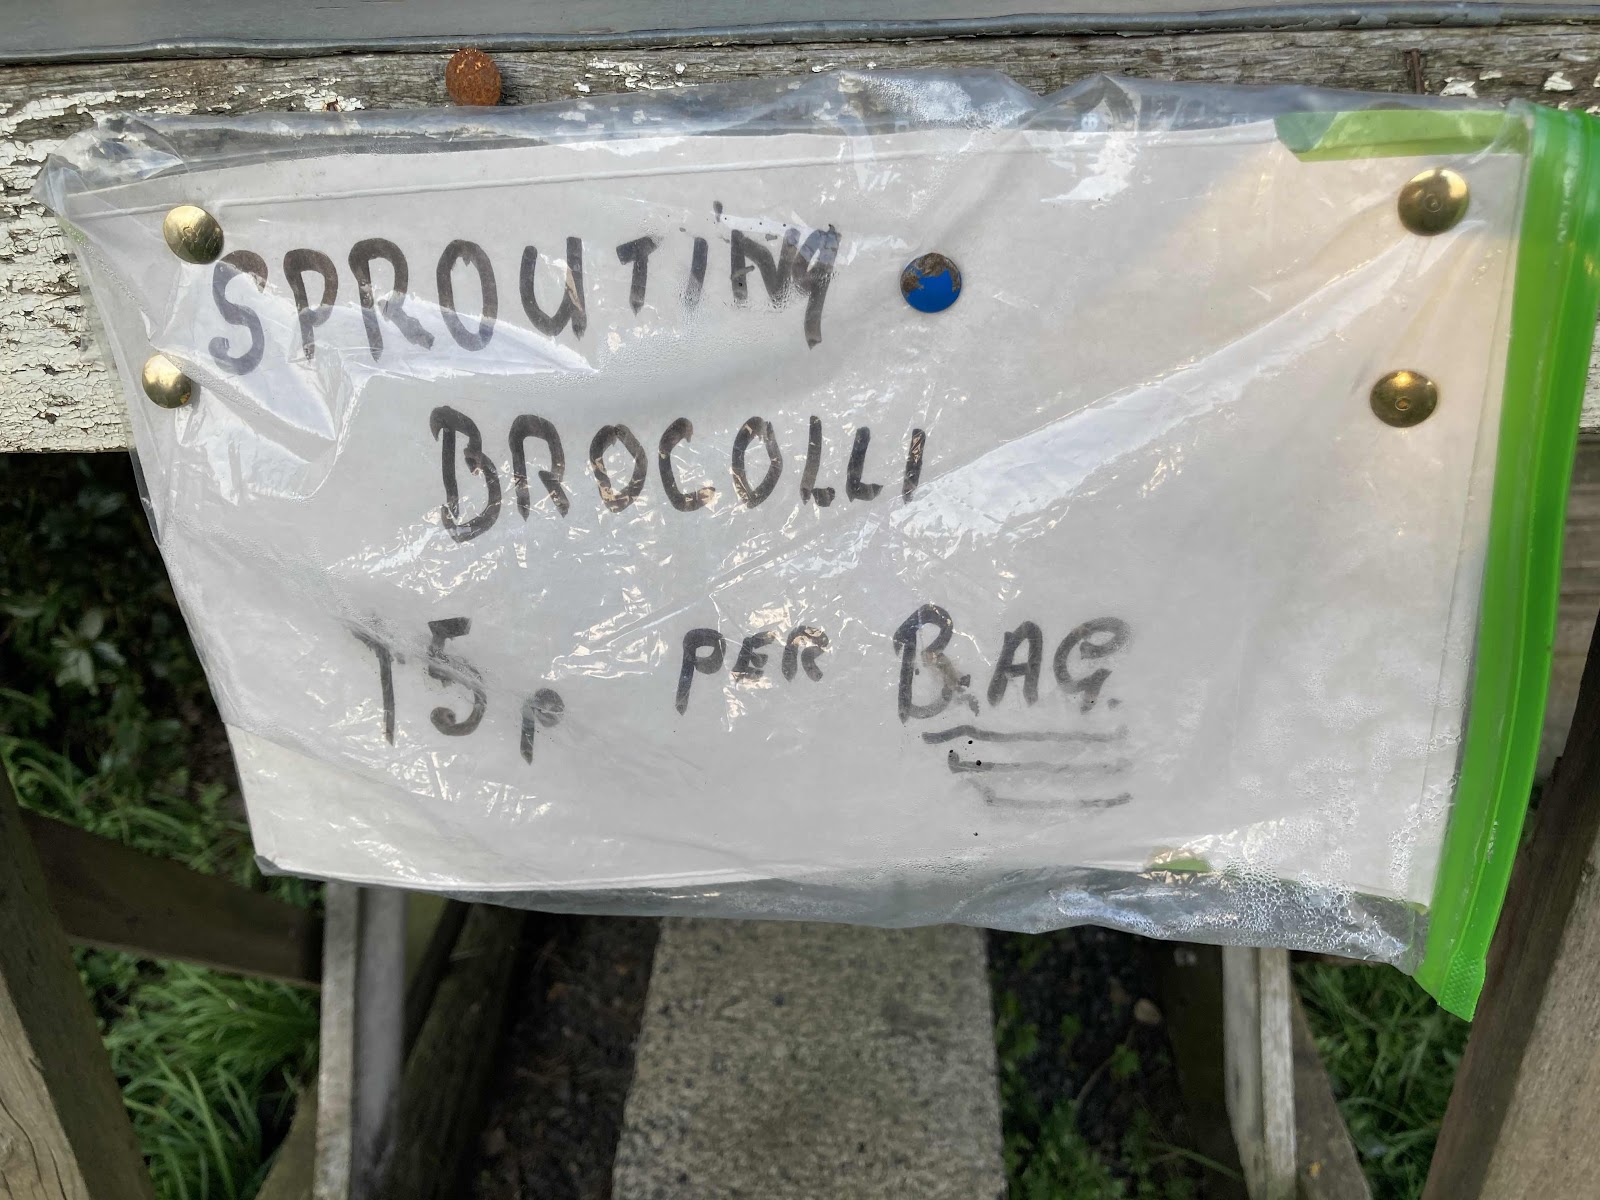 SPROUTiNG
BROCOLLI
75p PER BAG.